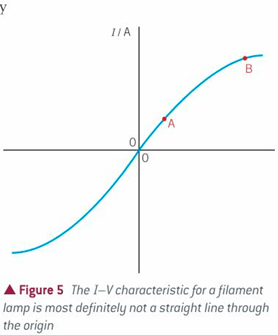 y
I / A
B
A
0
0
▲ Figure 5 The I–V characteristic for a filament
lamp is most definitely not a straight line through
the origin